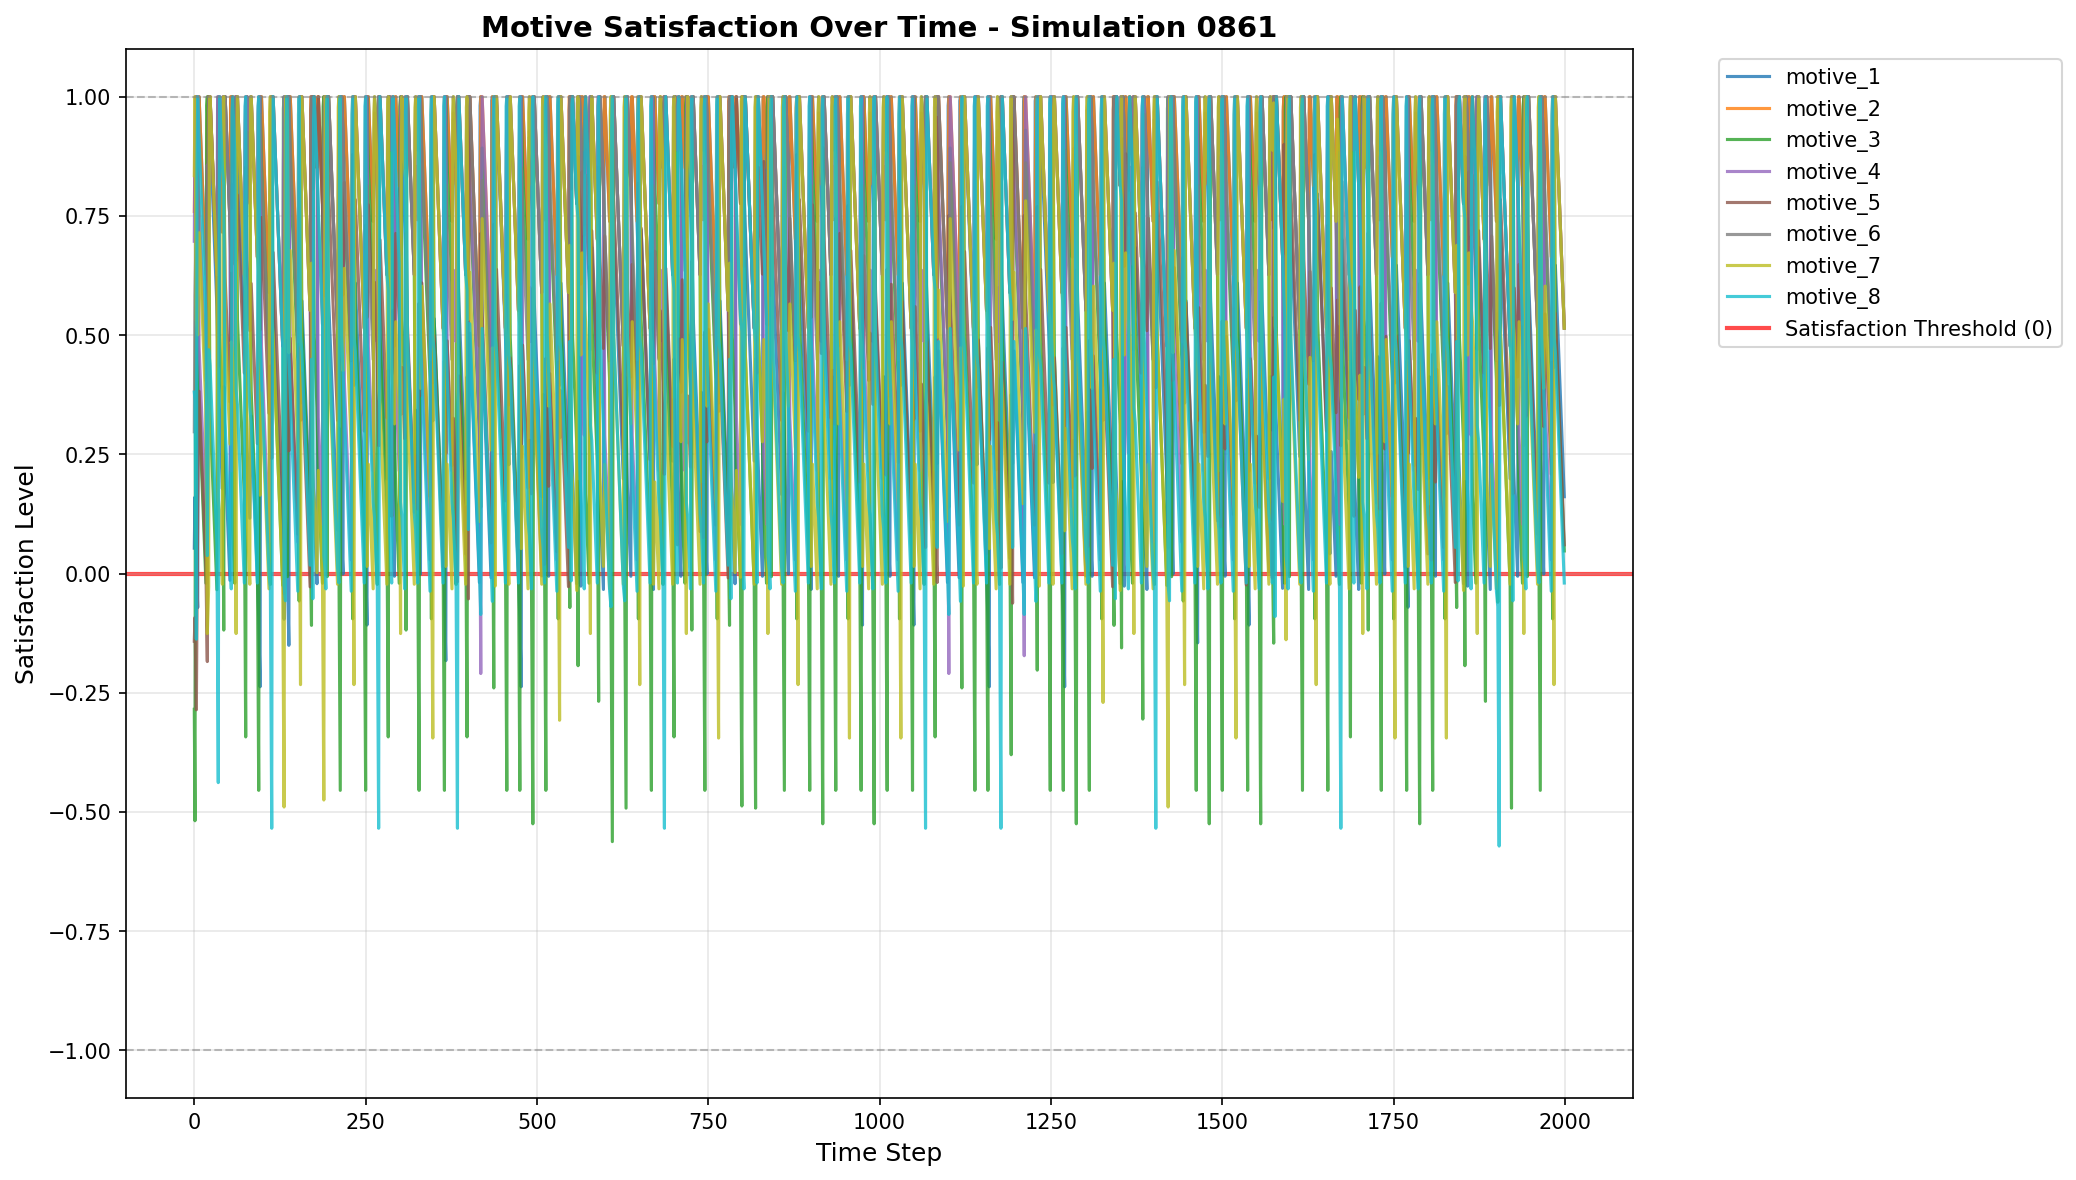 Motive Satisfaction Over Time - Simulation 0861
Satisfaction Level
1.00
0.75
0.50
0.25
0.00
−0.25
−0.50
−0.75
−1.00
0
250
500
750
1000
1250
1500
1750
2000
Time Step
motive_1
motive_2
motive_3
motive_4
motive_5
motive_6
motive_7
motive_8
Satisfaction Threshold (0)